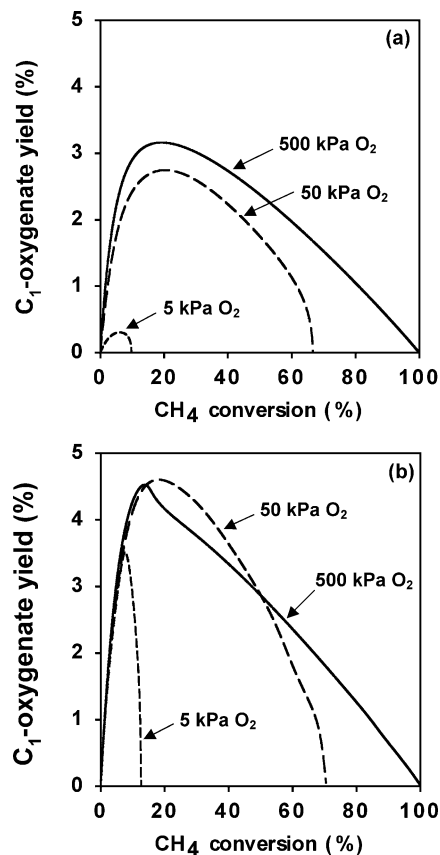 (a)
5
4
3
2
1
0
C1-oxygenate yield (%)
500 kPa O2
50 kPa O2
5 kPa O2
0 20 40 60 80 100
CH4 conversion (%)
(b)
5
4
3
2
1
0
C1-oxygenate yield (%)
50 kPa O2
500 kPa O2
5 kPa O2
0 20 40 60 80 100
CH4 conversion (%)